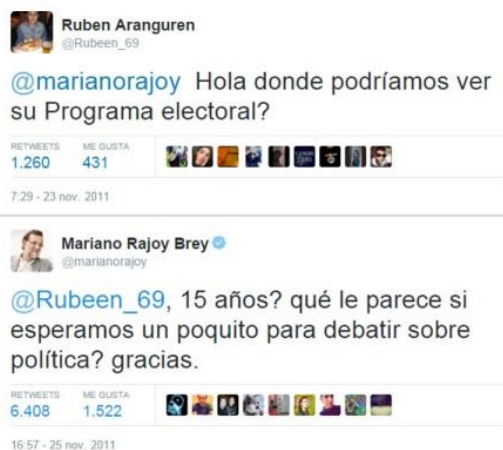 Ruben Aranguren
@Rubeen_69
@marianorajoy Hola donde podríamos ver
su Programa electoral?
RETWEETS ME GUSTA
1.260 431
7:29 - 23 nov. 2011
Mariano Rajoy Brey
@marianorajoy
@Rubeen_69, 15 años? qué le parece si
esperamos un poquito para debatir sobre
política? gracias.
RETWEETS ME GUSTA
6.408 1.522
16:57 - 25 nov. 2011